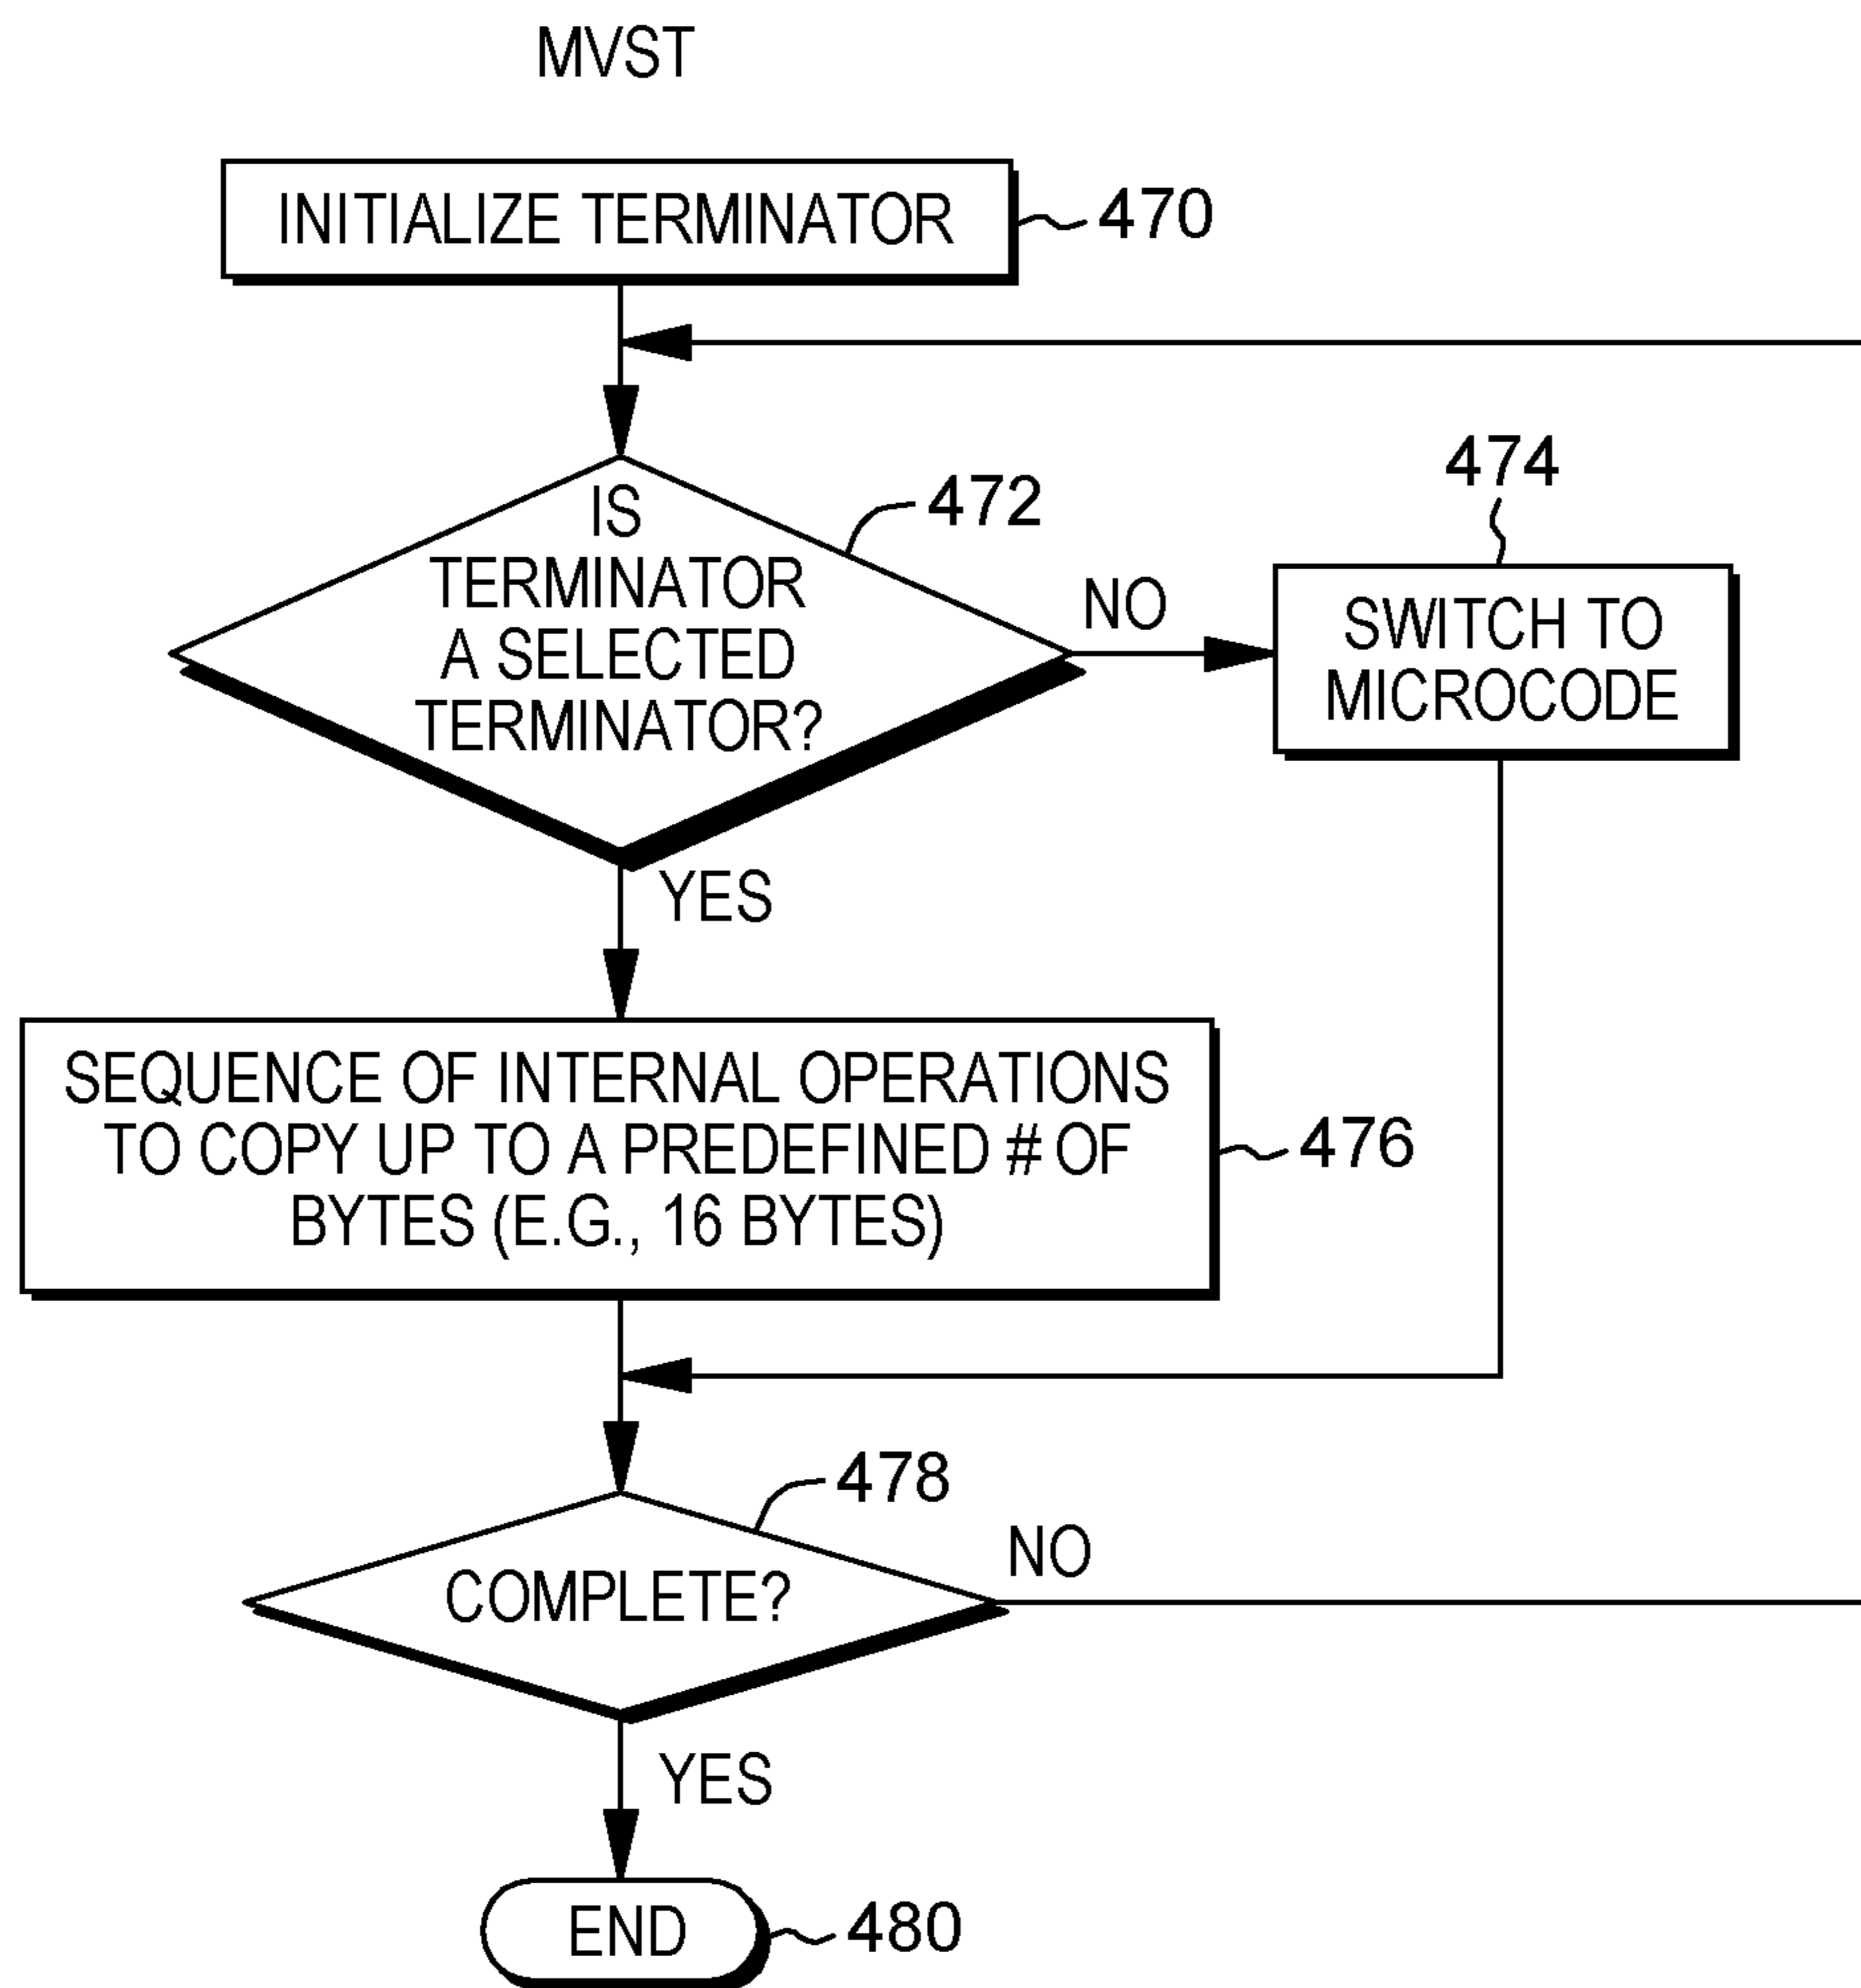 MVST
INITIALIZE TERMINATOR
470
IS
TERMINATOR
A SELECTED
TERMINATOR?
472
NO
474
SWITCH TO
MICROCODE
YES
SEQUENCE OF INTERNAL OPERATIONS
TO COPY UP TO A PREDEFINED # OF
BYTES (E.G., 16 BYTES)
476
478
COMPLETE?
NO
YES
END
480